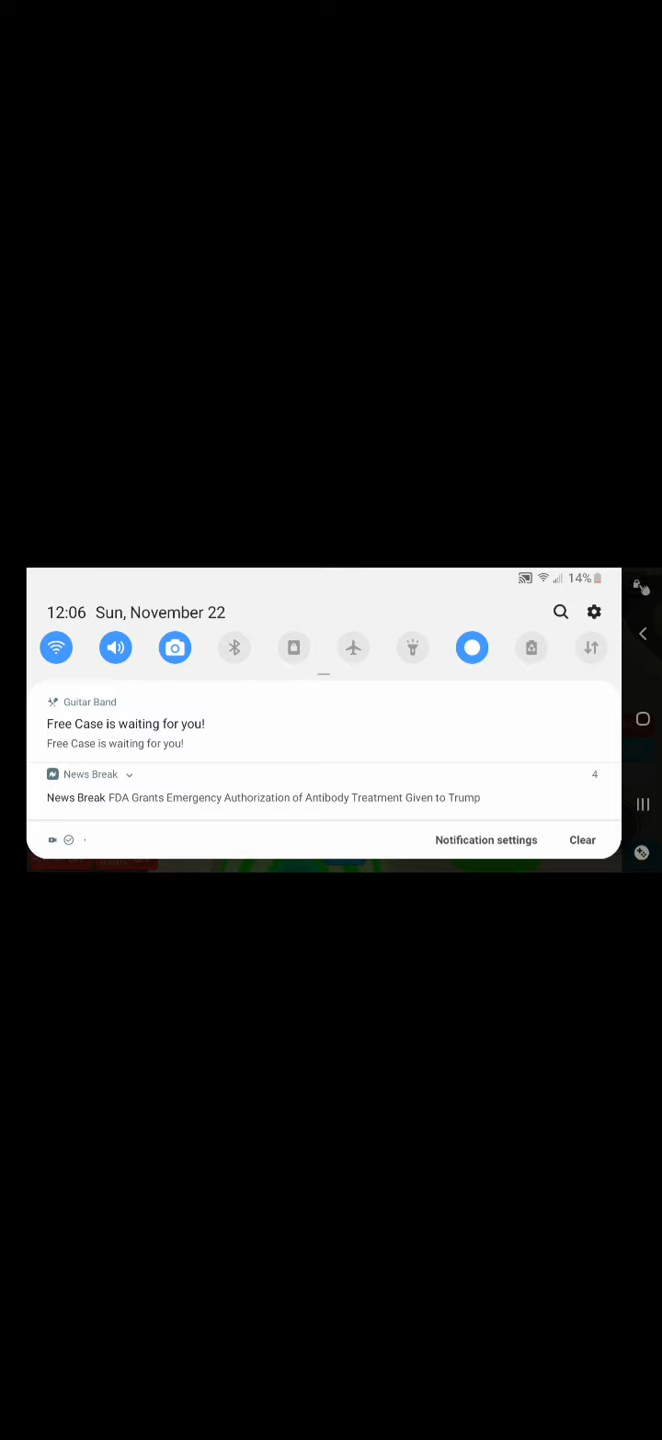 14%
12:06 Sun, November 22
Guitar Band
Free Case is waiting for you!
Free Case is waiting for you!
News Break 4
News Break FDA Grants Emergency Authorization of Antibody Treatment Given to Trump
Notification settings Clear